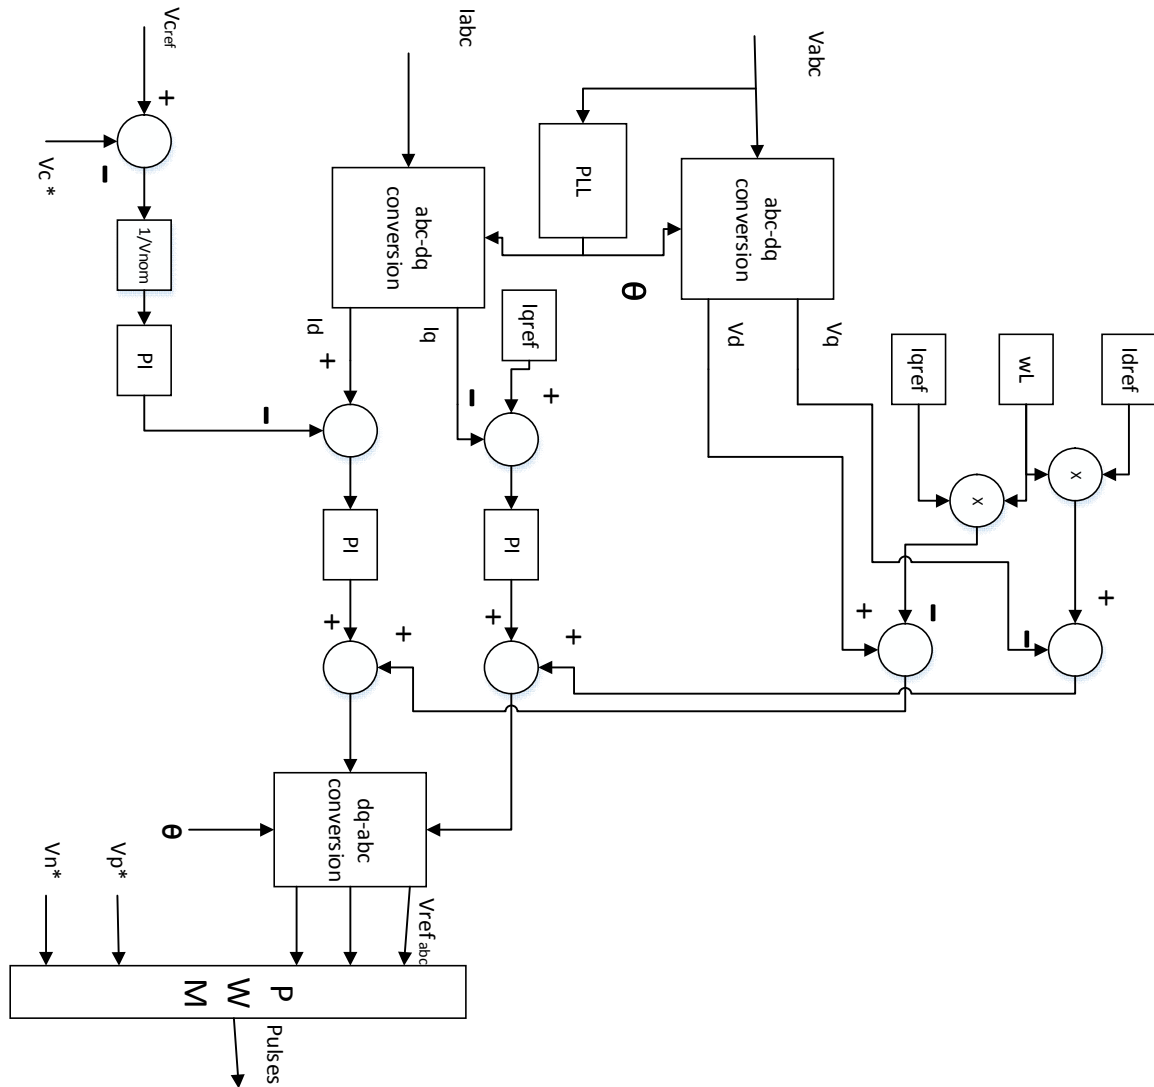 Idref
x
+
wL
x
−
Iqref
−
+
Vabc
abc-dq
conversion
Vq
Vd
PLL
θ
Iqref
+
−
PI
+
+
Iabc
abc-dq
conversion
Iq
Id
+
−
PI
+
+
dq-abc
conversion
Vref abc
θ
Vcref
+
−
Vc*
1/Vnom
PI
Vp*
Vn*
P
W
M
Pulses